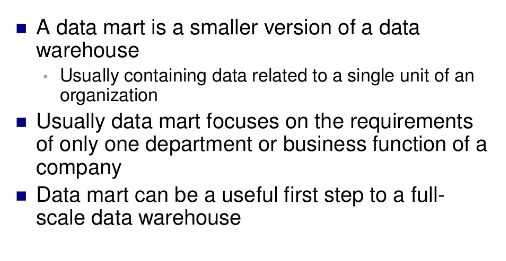 A data mart is a smaller version of a data
warehouse
Usually containing data related to a single unit of an
organization
Usually data mart focuses on the requirements
of only one department or business function of a
company
Data mart can be a useful first step to a full-
scale data warehouse